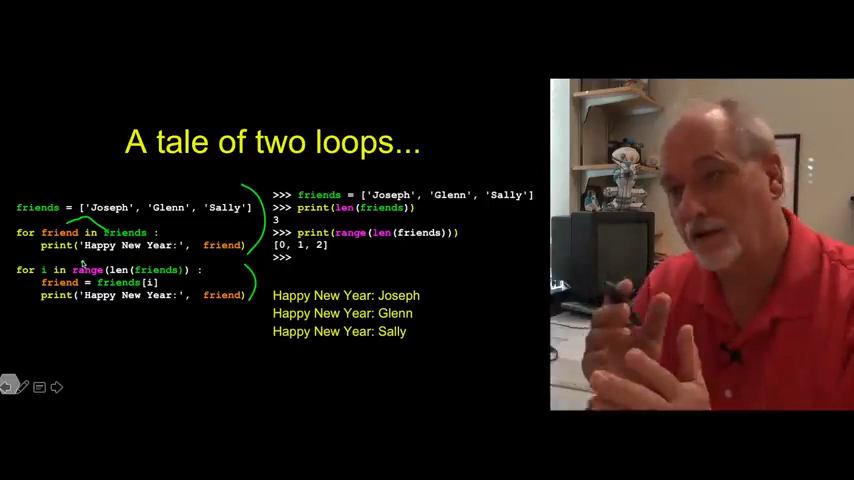 A tale of two loops...
friends = ['Joseph', 'Glenn', 'Sally']
for friend in friends :
print('Happy New Year:', friend)
for i in range(len(friends)) :
friend = friends[i]
print('Happy New Year:', friend)
>>> friends = ['Joseph', 'Glenn', 'Sally']
>>> print(len(friends))
3
>>> print(range(len(friends)))
[0, 1, 2]
>>>
Happy New Year: Joseph
Happy New Year: Glenn
Happy New Year: Sally